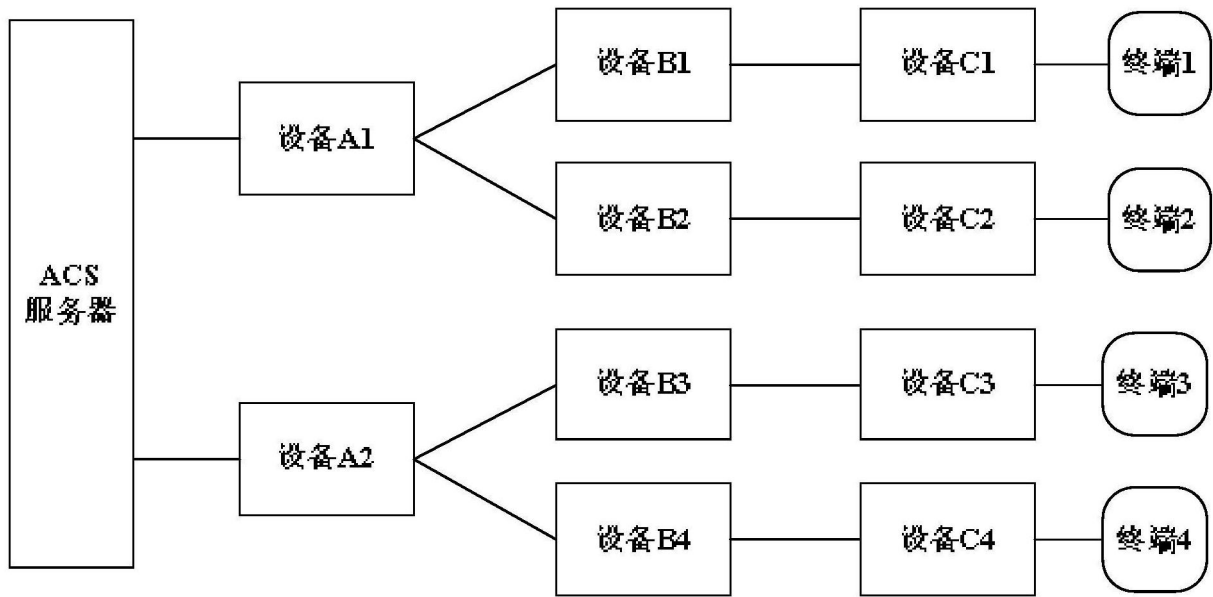 ACS
服务器
设备A1
设备A2
设备B1
设备B2
设备B3
设备B4
设备C1
设备C2
设备C3
设备C4
终端1
终端2
终端3
终端4